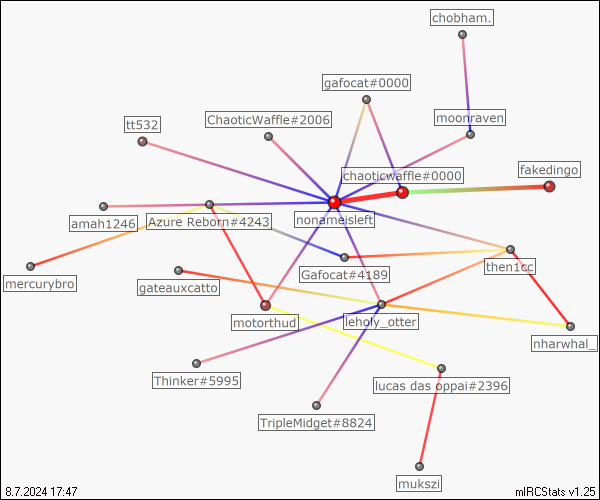 chobham.
gafocat#0000
moonraven
ChaoticWaffle#2006
tt532
chaoticwaffle#0000
fakedingo
nonameisleft
Azure Reborn#4243
amah1246
then1cc
Gafocat#4189
mercurybro
gateauxcatto
motorthud
leholy_otter
nharwhal_
Thinker#5995
lucas das oppai#2396
TripleMidget#8824
mukszi
8.7.2024 17:47
mIRCStats v1.25